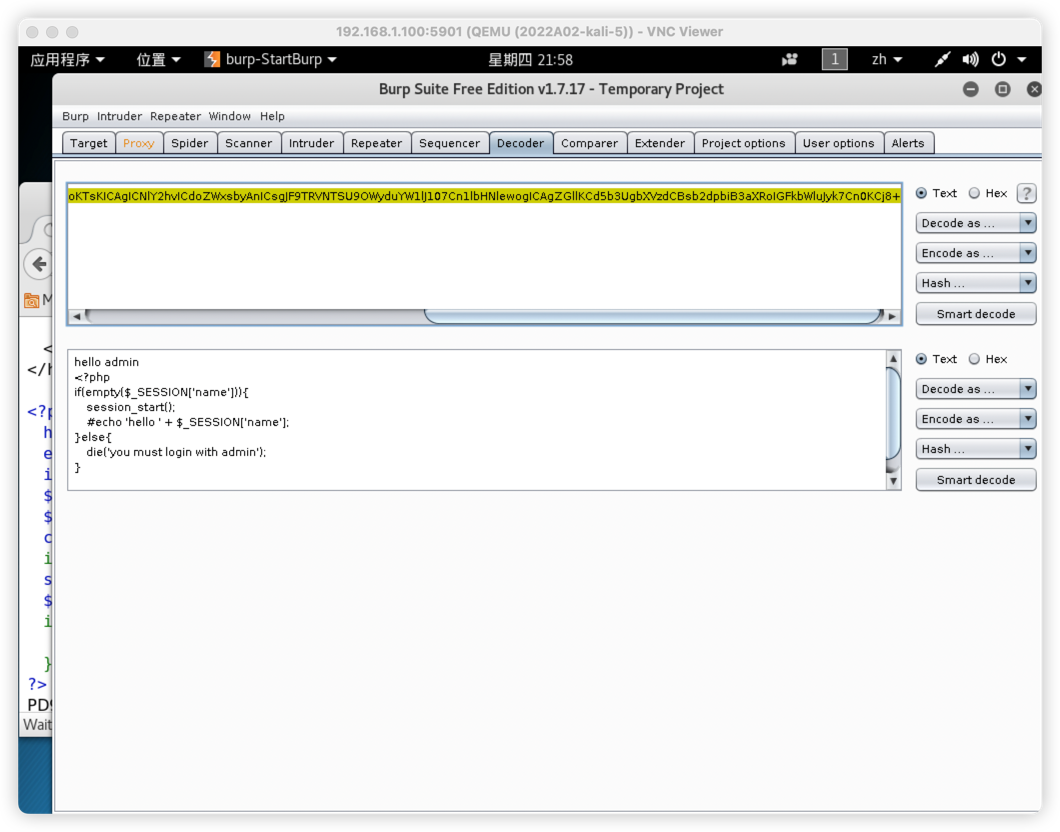 192.168.1.100:5901 (QEMU (2022A02-kali-5)) - VNC Viewer
应用程序 位置 burp-StartBurp 星期四 21:58 1 zh
Burp Suite Free Edition v1.7.17 - Temporary Project
Burp Intruder Repeater Window Help
Target Proxy Spider Scanner Intruder Repeater Sequencer Decoder Comparer Extender Project options User options Alerts
oKTsKICAgICNlY2hvICdoZWxsbyAnICsgJF9TRVNTSU9OWyduYW1lJ107Cn1lbHNlewogICAgZGllKCd5b3UgbXVzdCBsb2dpbiB3aXRoIGFkbWluJyk7Cn0KCj8+
Text Hex ?
Decode as ...
Encode as ...
Hash ...
Smart decode
hello admin
<?php
if(empty($_SESSION['name'])){
session_start();
#echo 'hello ' + $_SESSION['name'];
}else{
die('you must login with admin');
}
Text Hex
Decode as ...
Encode as ...
Hash ...
Smart decode
M
<
</h
<?p
h
e
i
$
$
c
i
s
$
i
}
?>
PD9
Wait